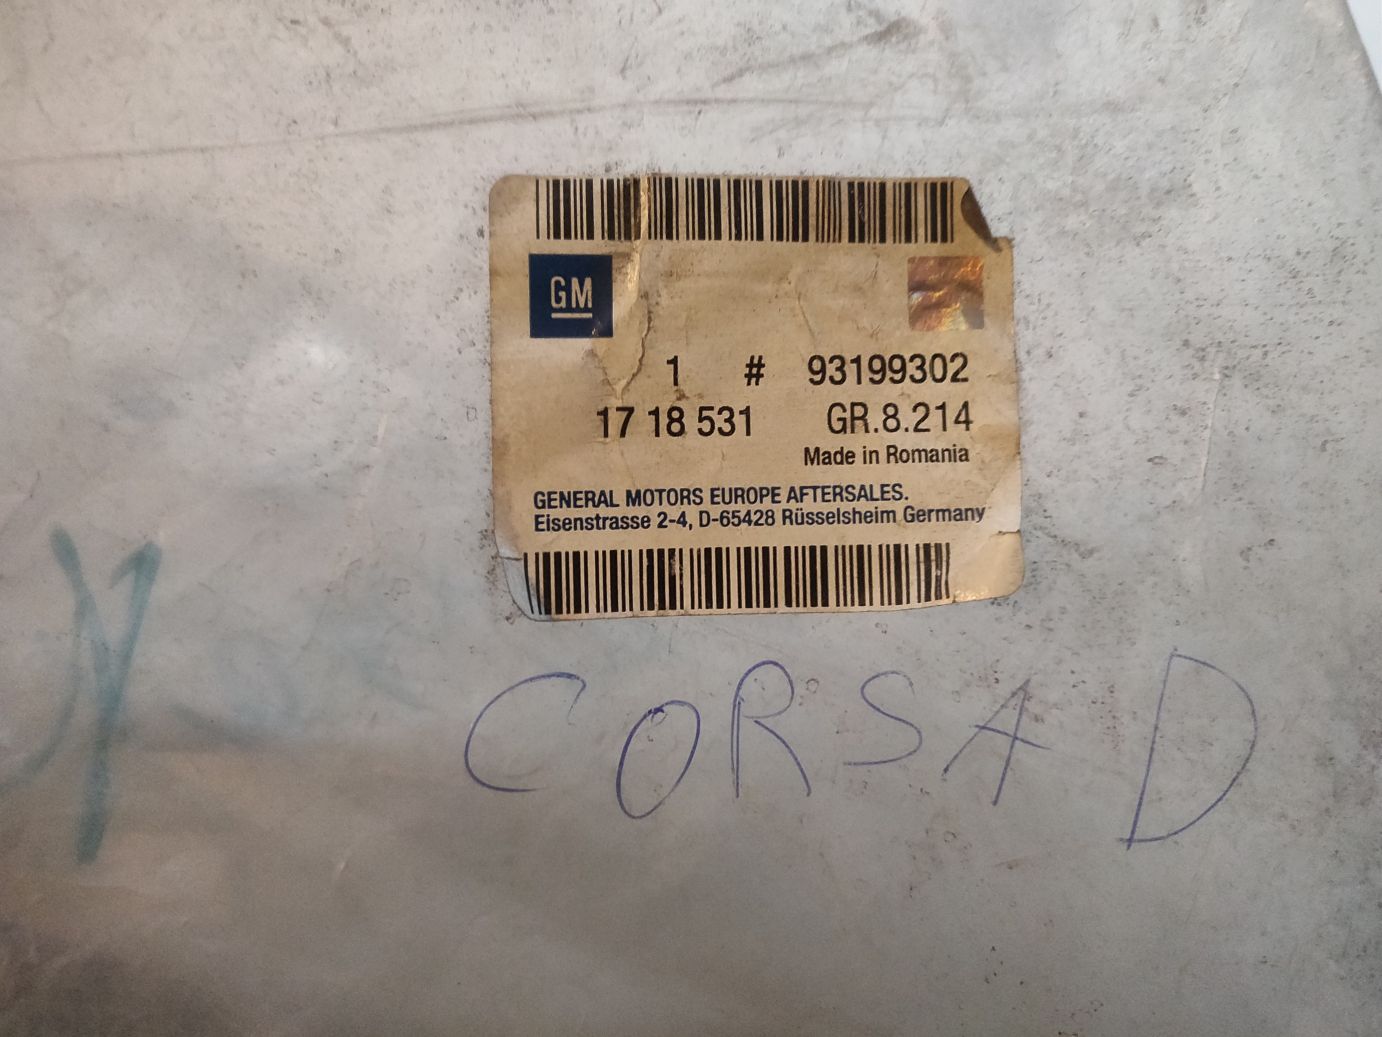 GM
1 # 93199302
17 18 531 GR.8.214
Made in Romania
GENERAL MOTORS EUROPE AFTERSALES.
Eisenstrasse 2-4, D-65428 Rüsselsheim Germany
CORSA D